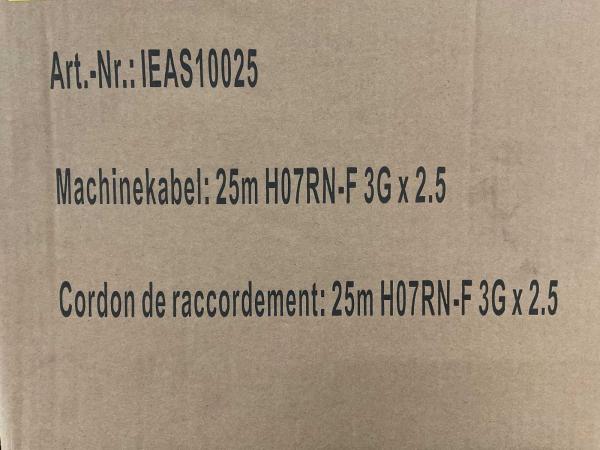 Art.-Nr.: IEAS10025
Machinekabel: 25m H07RN-F 3G x 2.5
Cordon de raccordement: 25m H07RN-F 3G x 2.5